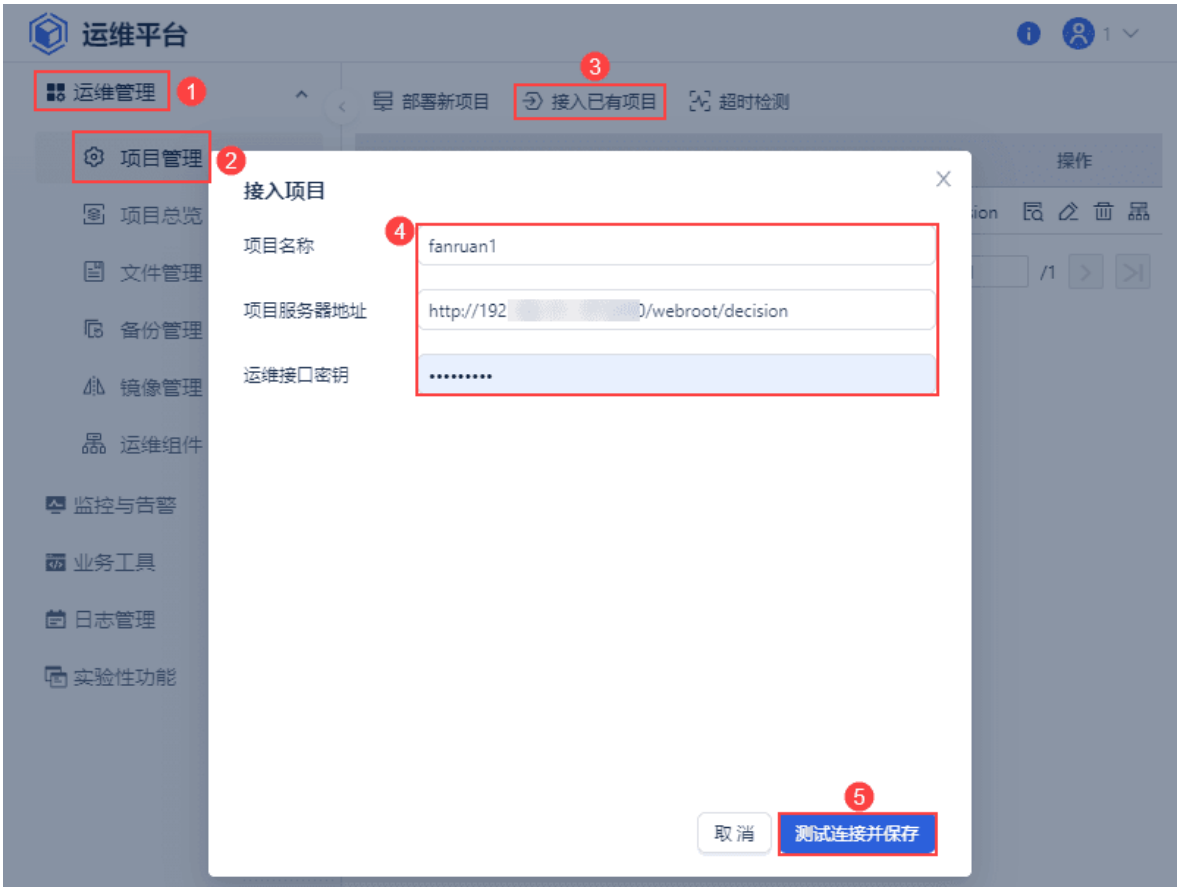 运维平台
1
运维管理 1
3
部署新项目 接入已有项目 超时检测
项目管理 2
操作
接入项目
项目总览
4
项目名称 fanruan1
文件管理 /1
项目服务器地址 http://192 0/webroot/decision
备份管理
运维接口密钥 •••••••••
镜像管理
运维组件
监控与告警
业务工具
日志管理
实验性功能
5
取消 测试连接并保存